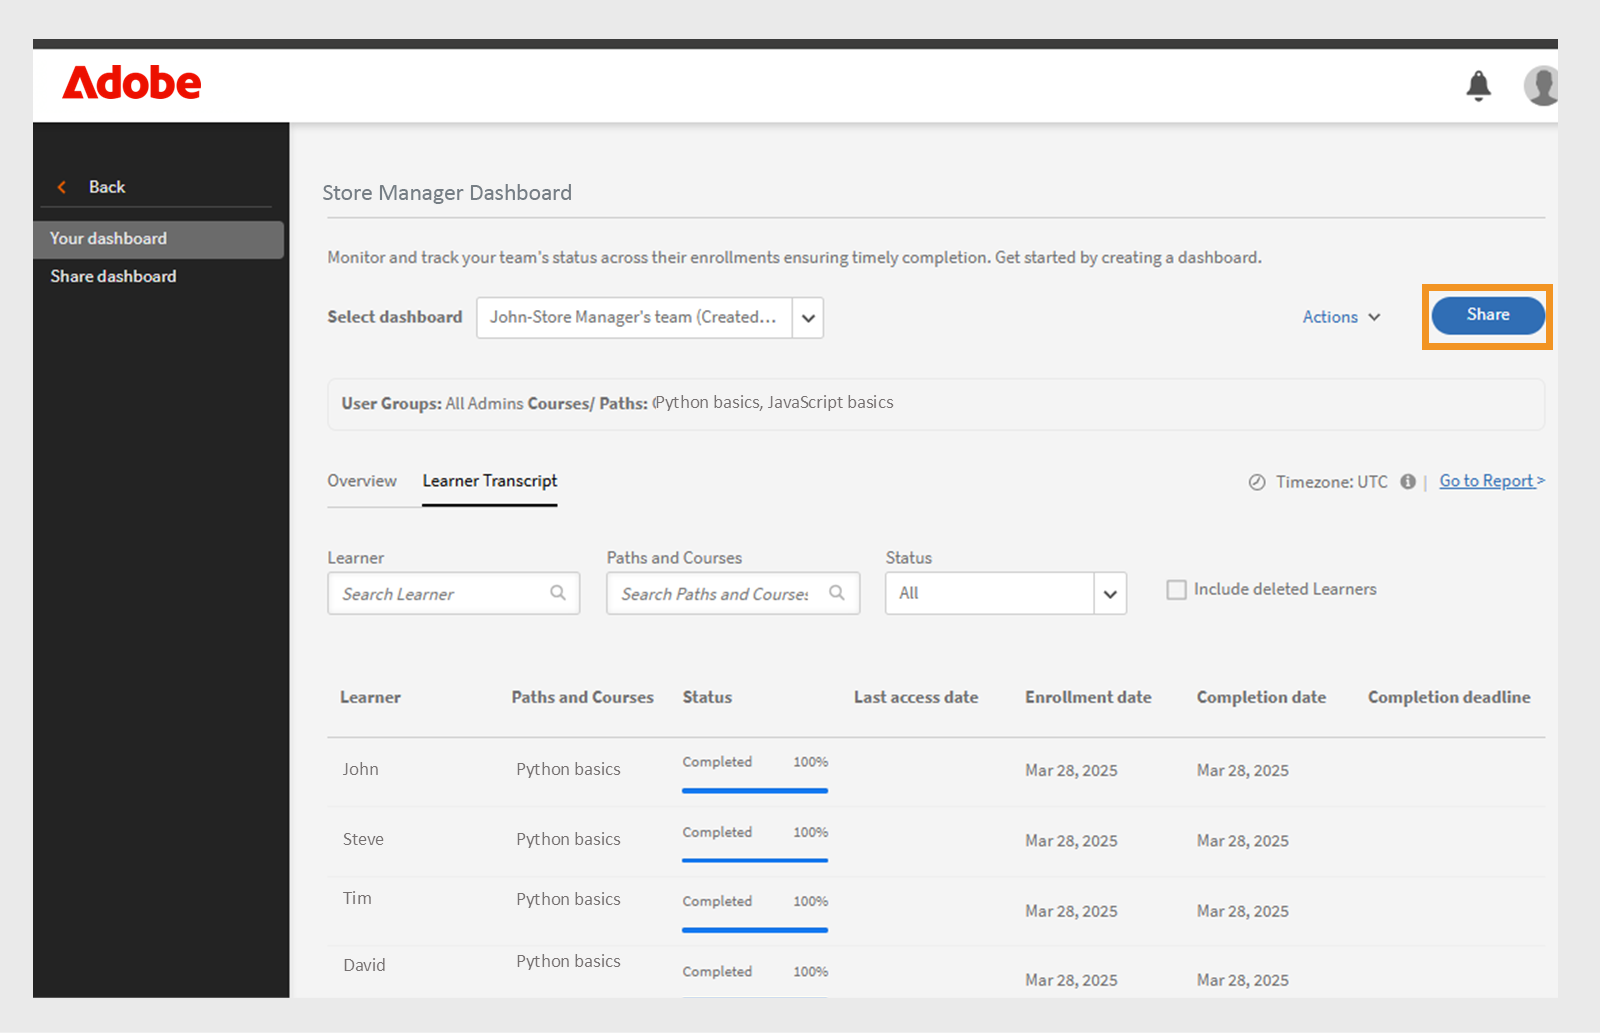 Adobe
Back
Your dashboard
Share dashboard
Store Manager Dashboard
Monitor and track your team's status across their enrollments ensuring timely completion. Get started by creating a dashboard.
Select dashboard John-Store Manager's team (Created... Actions Share
User Groups: All Admins Courses/ Paths: (Python basics, JavaScript basics
Overview Learner Transcript Timezone: UTC | Go to Report >
Learner Paths and Courses Status
Search Learner Search Paths and Courses All Include deleted Learners
Learner Paths and Courses Status Last access date Enrollment date Completion date Completion deadline
John Python basics Completed 100% Mar 28, 2025 Mar 28, 2025
Steve Python basics Completed 100% Mar 28, 2025 Mar 28, 2025
Tim Python basics Completed 100% Mar 28, 2025 Mar 28, 2025
David Python basics Completed 100% Mar 28, 2025 Mar 28, 2025